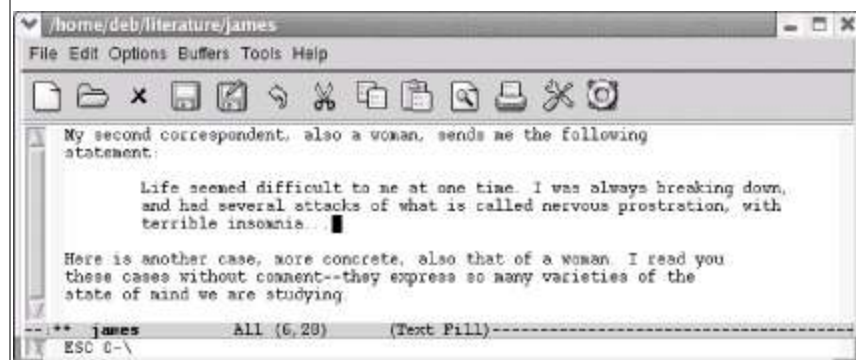 /home/deb/literature/james
File Edit Options Buffers Tools Help
My second correspondent, also a woman, sends me the following
statement:
Life seemed difficult to me at one time. I was always breaking down,
and had several attacks of what is called nervous prostration, with
terrible insomnia...
Here is another case, more concrete, also that of a woman. I read you
these cases without comment--they express so many varieties of the
state of mind we are studying.
--:** james All (6,28) (Text Fill)-----------------------------------
ESC C-\